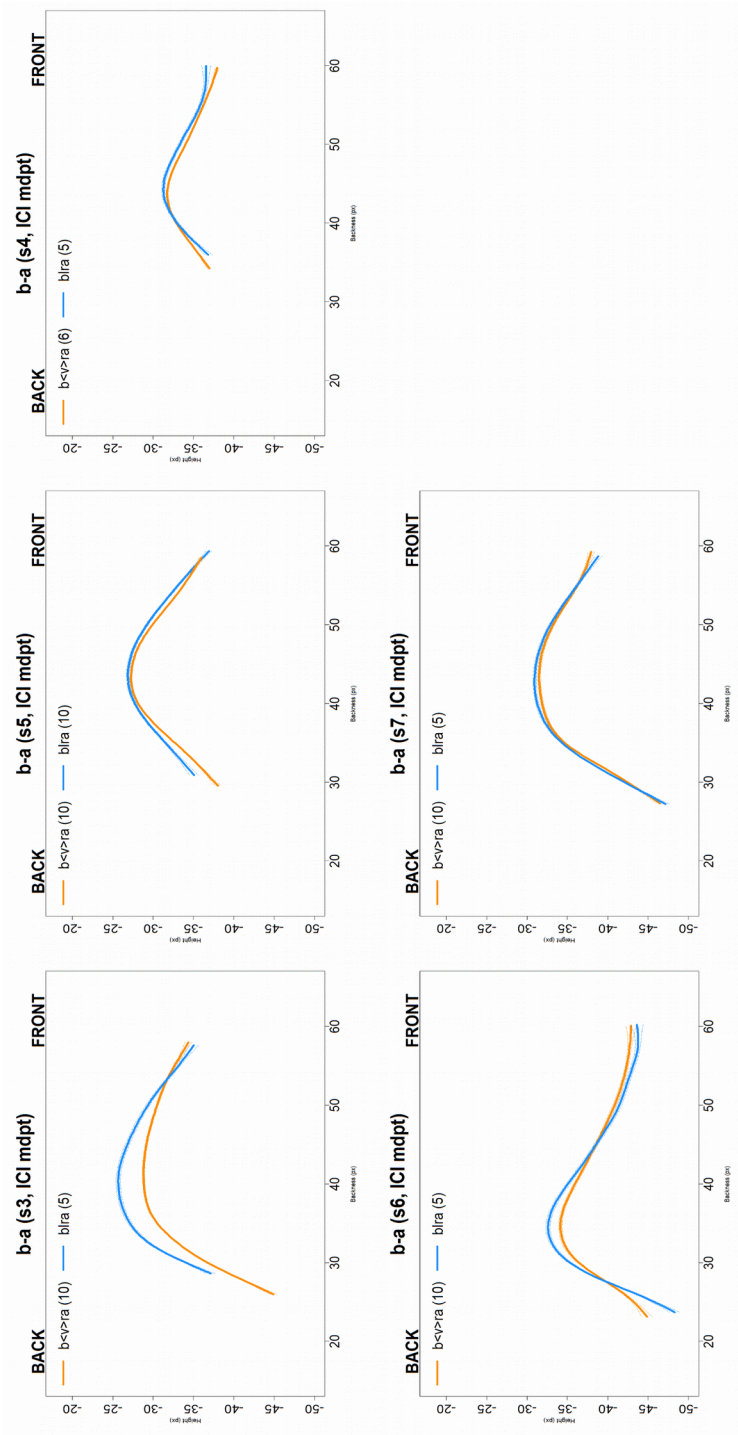 b-a (s3, ICI mdpt)
BACK FRONT
b<v>ra (10) bIra (5)
-20
-25
-30
-35
-40
-45
-50
Height (px)
20 30 40 50 60
Backness (px)
b-a (s5, ICI mdpt)
BACK FRONT
b<v>ra (10) bIra (10)
-20
-25
-30
-35
-40
-45
-50
Height (px)
20 30 40 50 60
Backness (px)
b-a (s4, ICI mdpt)
BACK FRONT
b<v>ra (6) bIra (5)
-20
-25
-30
-35
-40
-45
-50
Height (px)
20 30 40 50 60
Backness (px)
b-a (s6, ICI mdpt)
BACK FRONT
b<v>ra (10) bIra (5)
-20
-25
-30
-35
-40
-45
-50
Height (px)
20 30 40 50 60
Backness (px)
b-a (s7, ICI mdpt)
BACK FRONT
b<v>ra (10) bIra (5)
-20
-25
-30
-35
-40
-45
-50
Height (px)
20 30 40 50 60
Backness (px)